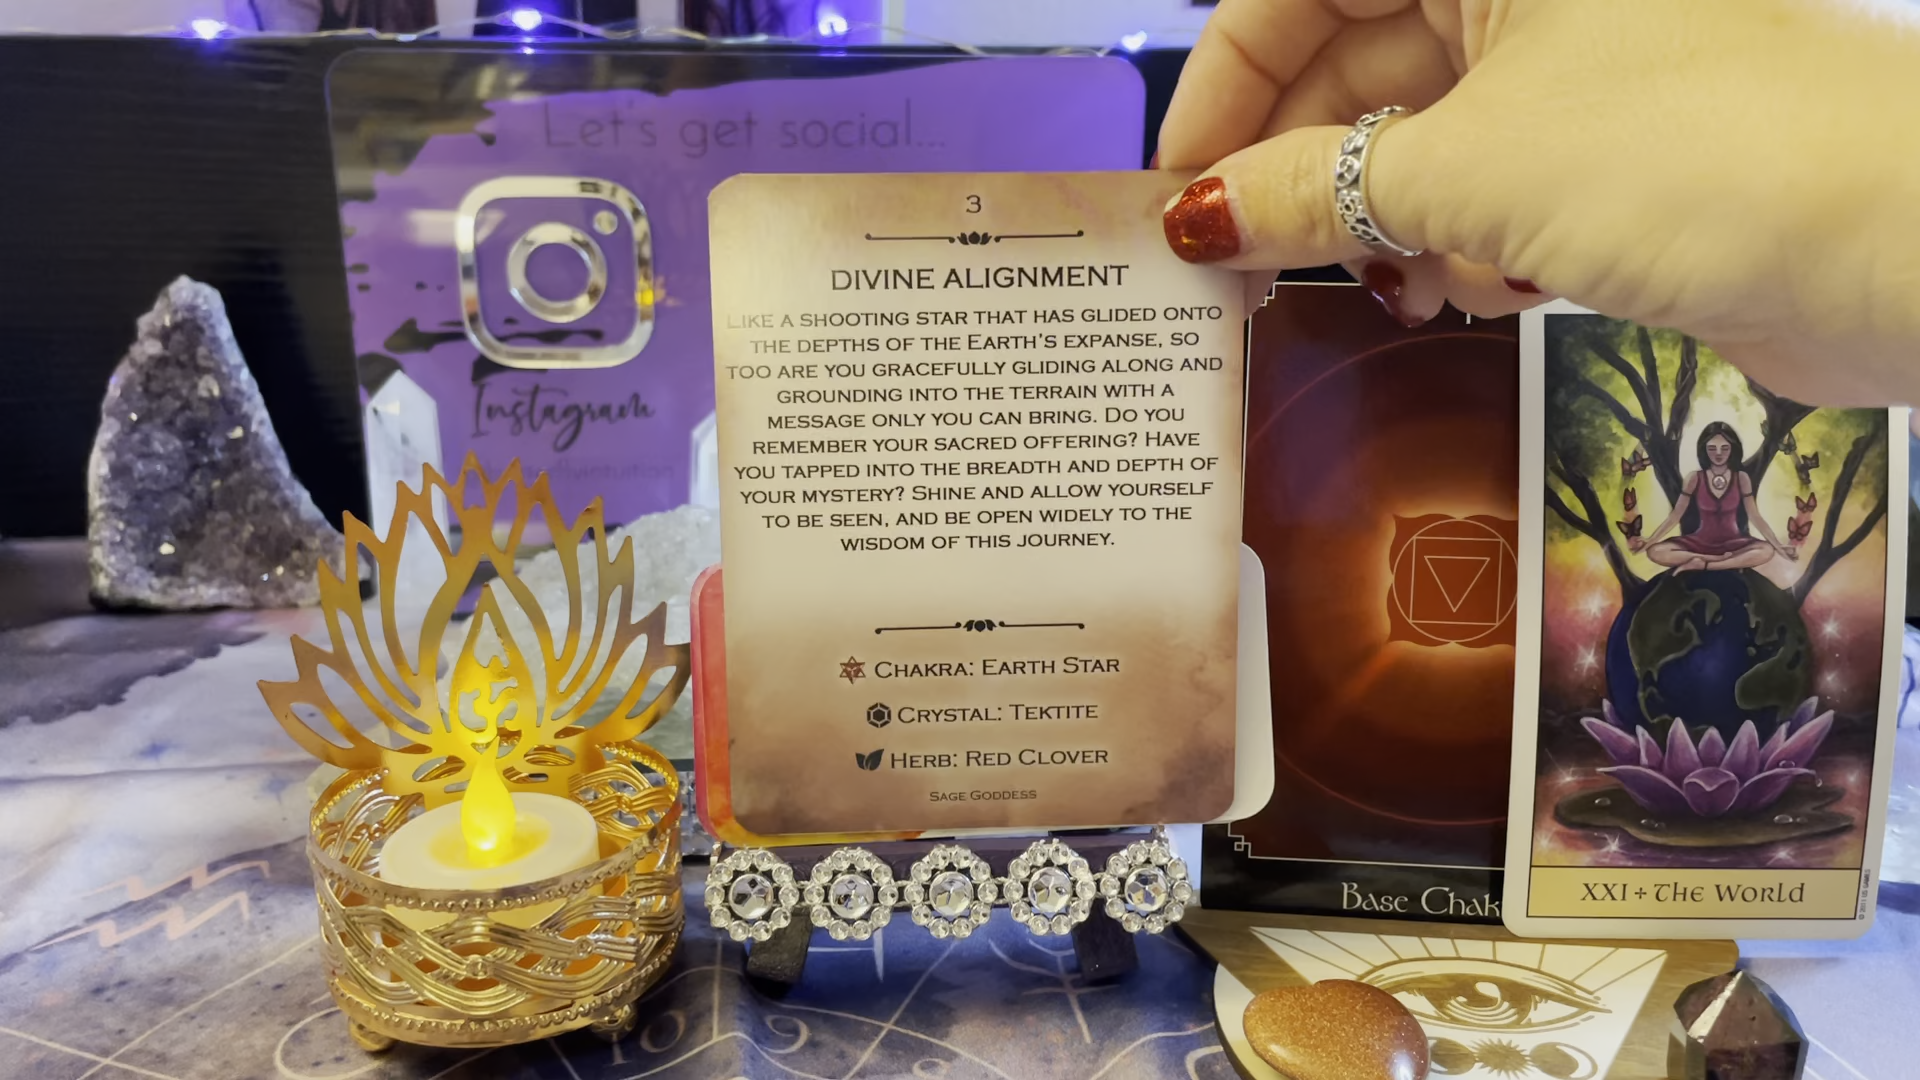 Let's get social...
Instagram
3
DIVINE ALIGNMENT
LIKE A SHOOTING STAR THAT HAS GLIDED ONTO
THE DEPTHS OF THE EARTH'S EXPANSE, SO
TOO ARE YOU GRACEFULLY GLIDING ALONG AND
GROUNDING INTO THE TERRAIN WITH A
MESSAGE ONLY YOU CAN BRING. DO YOU
REMEMBER YOUR SACRED OFFERING? HAVE
YOU TAPPED INTO THE BREADTH AND DEPTH OF
YOUR MYSTERY? SHINE AND ALLOW YOURSELF
TO BE SEEN, AND BE OPEN WIDELY TO THE
WISDOM OF THIS JOURNEY.
CHAKRA: EARTH STAR
CRYSTAL: TEKTITE
HERB: RED CLOVER
SAGE GODDESS
Base Chak
XXI + THE WORLD
10
9